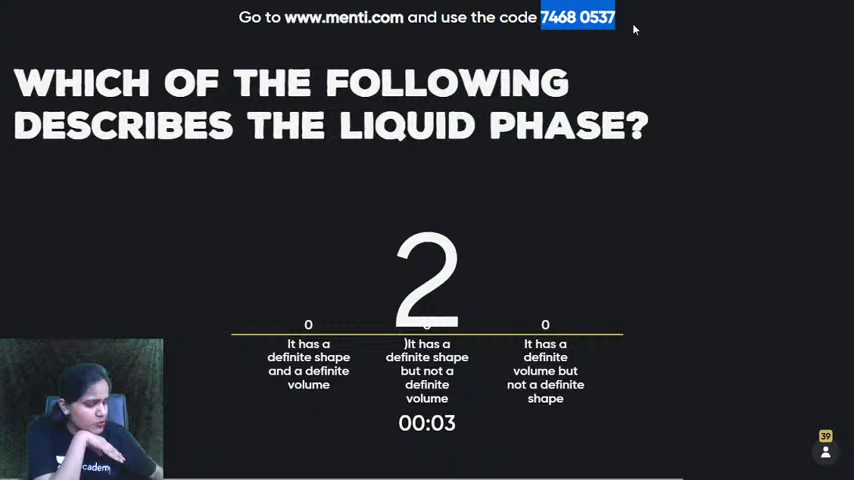 Go to www.menti.com and use the code 7468 0537
WHICH OF THE FOLLOWING
DESCRIBES THE LIQUID PHASE?
2
0
0
It has a
definite shape
and a definite
volume
)It has a
definite shape
but not a
definite
volume
It has a
definite
volume but
not a definite
shape
00:03
39
academy